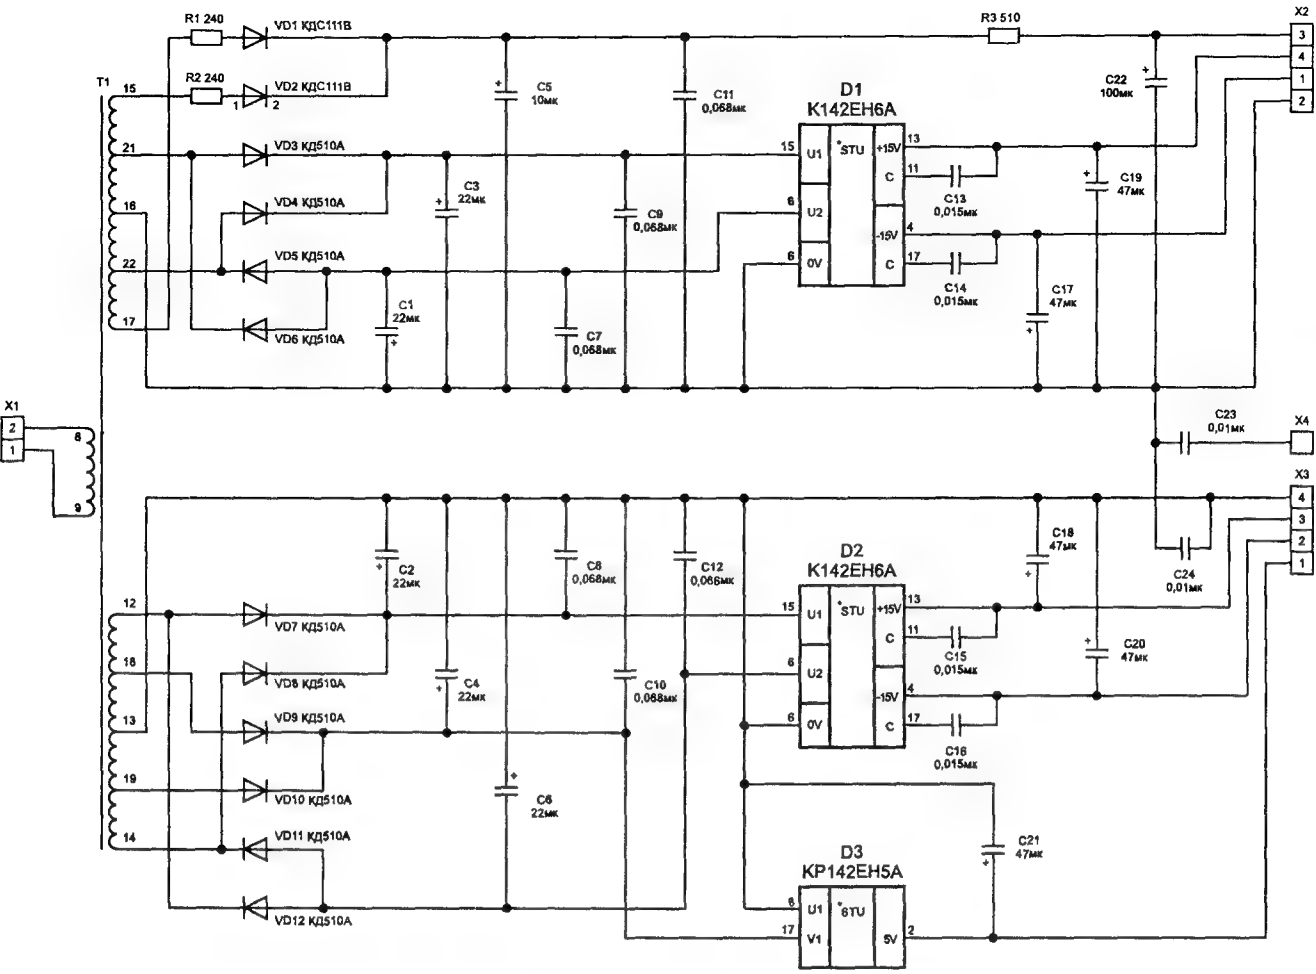 R1 240
VD1 КДС111В
X2
3
T1
15
R2 240
1
2
VD2 КДС111В
C5
10мк
C11
0,068мк
R3 510
C22
100мк
4
1
2
D1
К142ЕН6А
21
VD3 КД510А
15
U1
*STU
+15V
13
C
11
C13
0,015мк
C19
47мк
16
VD4 КД510А
C3
22мк
C9
0,068мк
6
U2
-15V
4
22
VD5 КД510А
6
0V
C
17
C14
0,015мк
C17
47мк
17
VD6 КД510А
C1
22мк
C7
0,068мк
X1
2
1
8
9
C23
0,01мк
X4
X3
4
3
2
1
C2
22мк
C8
0,068мк
C12
0,066мк
D2
К142ЕН6А
C18
47мк
C24
0,01мк
12
VD7 КД510А
15
U1
*STU
+15V
13
C
11
C15
0,015мк
C20
47мк
18
VD8 КД510А
C4
22мк
C10
0,068мк
6
U2
-15V
4
13
VD9 КД510А
6
0V
C
17
C16
0,015мк
19
VD10 КД510А
C6
22мк
14
VD11 КД510А
C21
47мк
D3
КР142ЕН5А
VD12 КД510А
8
U1
*STU
17
V1
5V
2